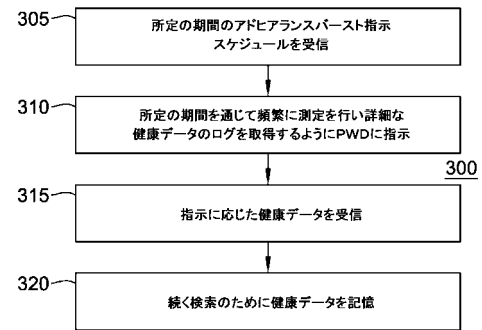 305
所定の期間のアドヒアランスバースト指示
スケジュールを受信
310
所定の期間を通じて頻繁に測定を行い詳細な
健康データのログを取得するようにPWDに指示
300
315
指示に応じた健康データを受信
320
続く検索のために健康データを記憶